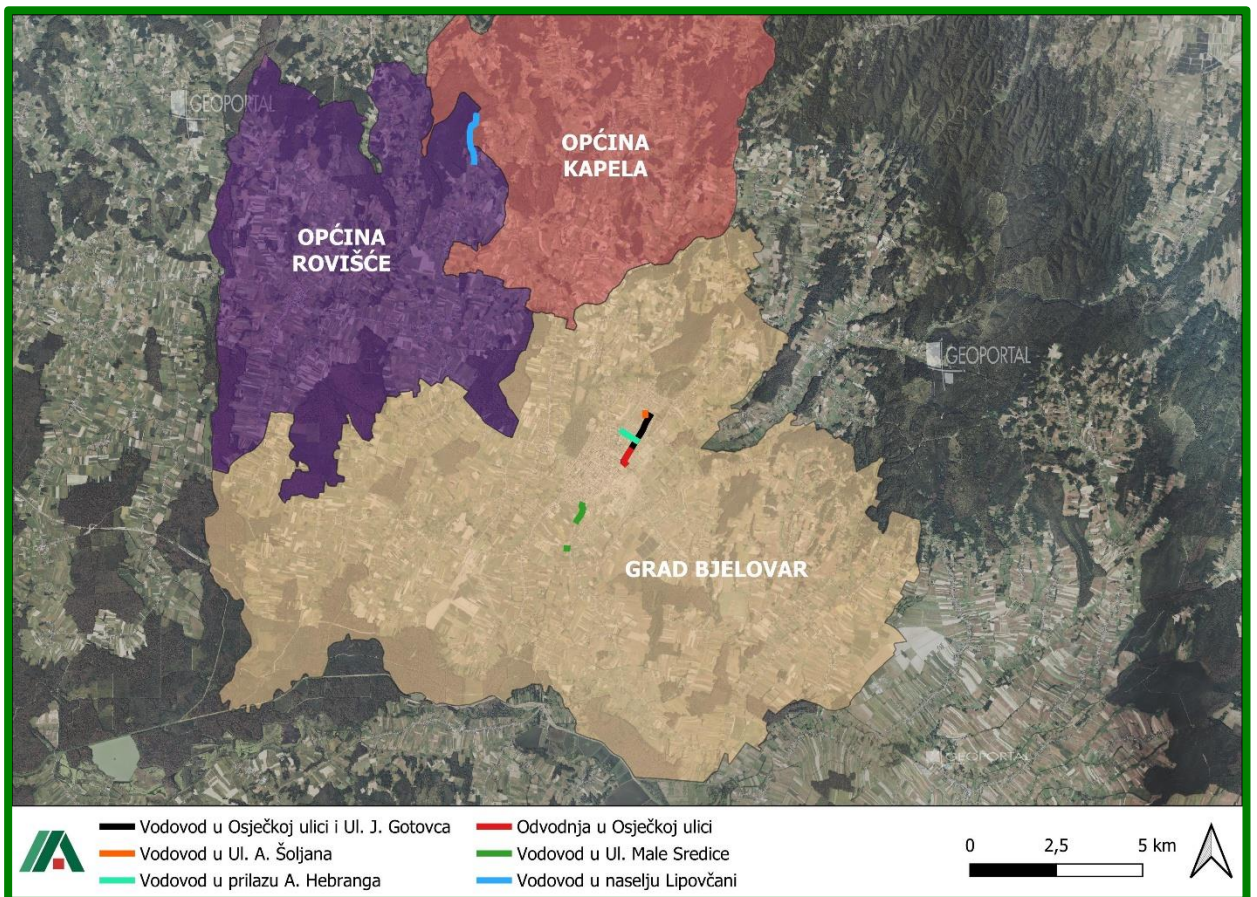 GEOPORTAL
OPĆINA
KAPELA
OPĆINA
ROVIŠĆE
GEOPORTAL
GRAD BJELOVAR
GEOPORTAL
Vodovod u Osječkoj ulici i Ul. J. Gotovca
Vodovod u Ul. A. Šoljana
Vodovod u prilazu A. Hebranga
Odvodnja u Osječkoj ulici
Vodovod u Ul. Male Sredice
Vodovod u naselju Lipovčani
0 2,5 5 km